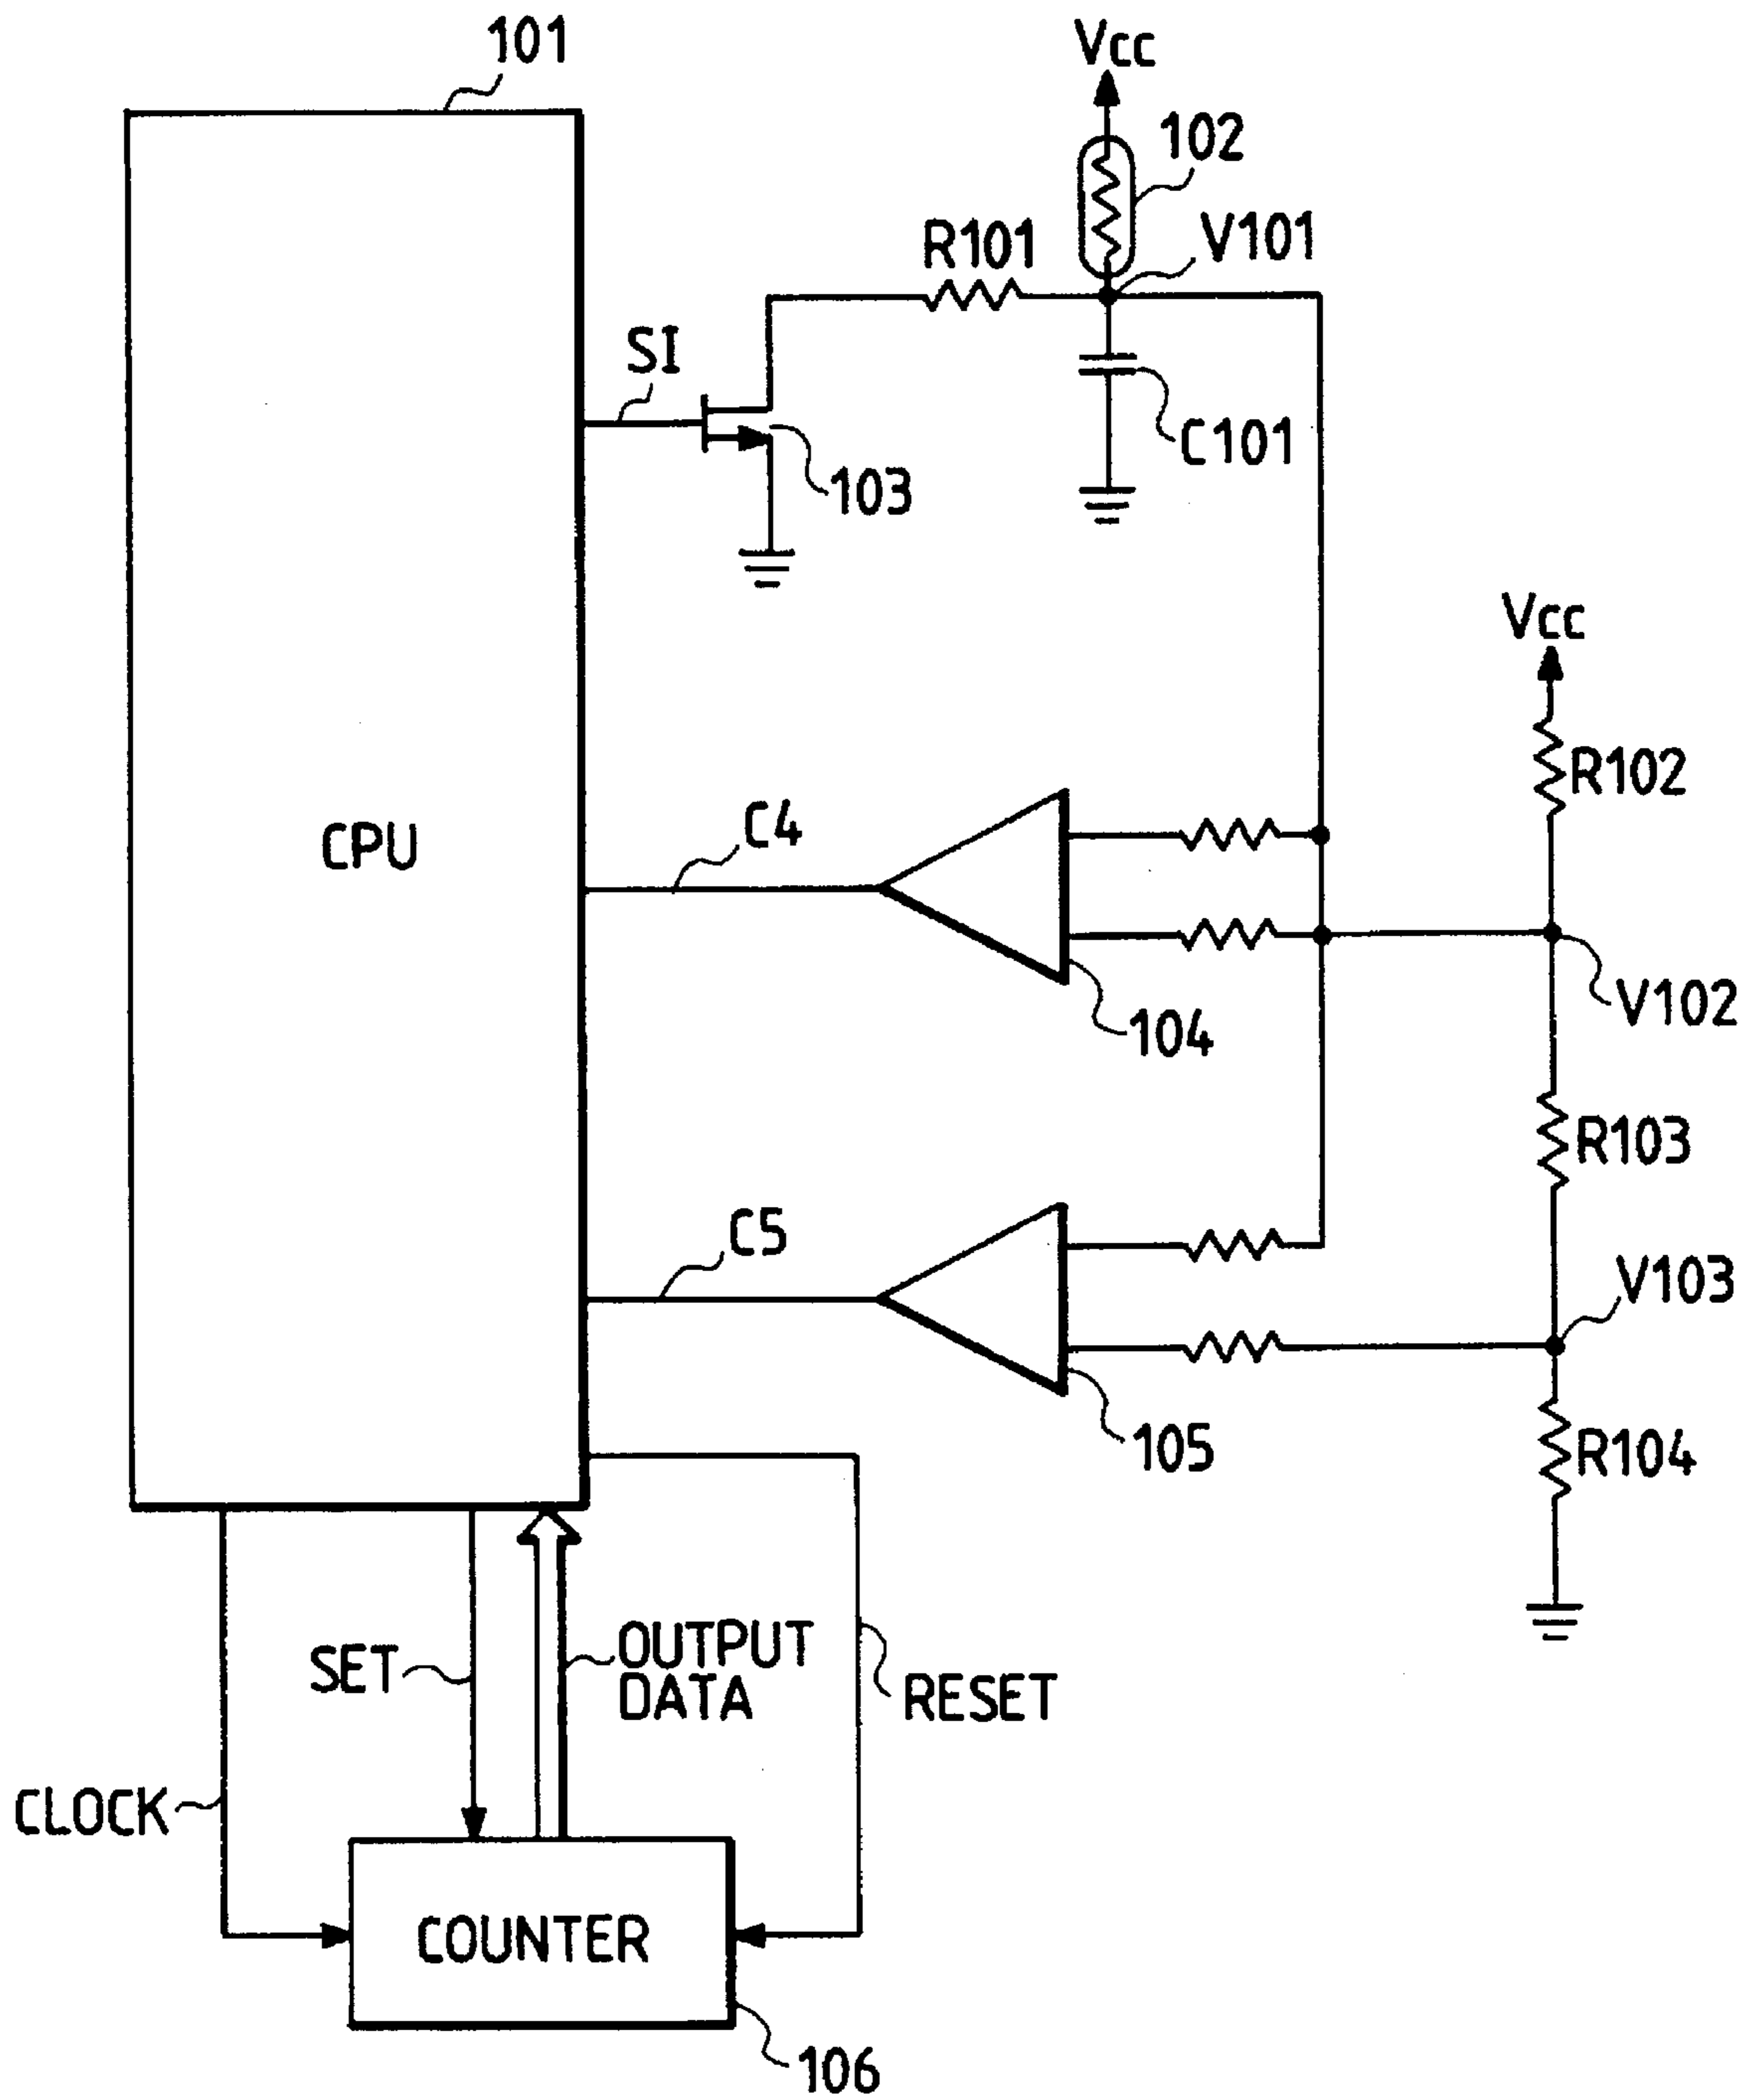 101
Vcc
102
R101
V101
SI
C101
103
Vcc
R102
C4
CPU
V102
104
R103
C5
V103
105
R104
SET
OUTPUT
DATA
RESET
CLOCK
COUNTER
106